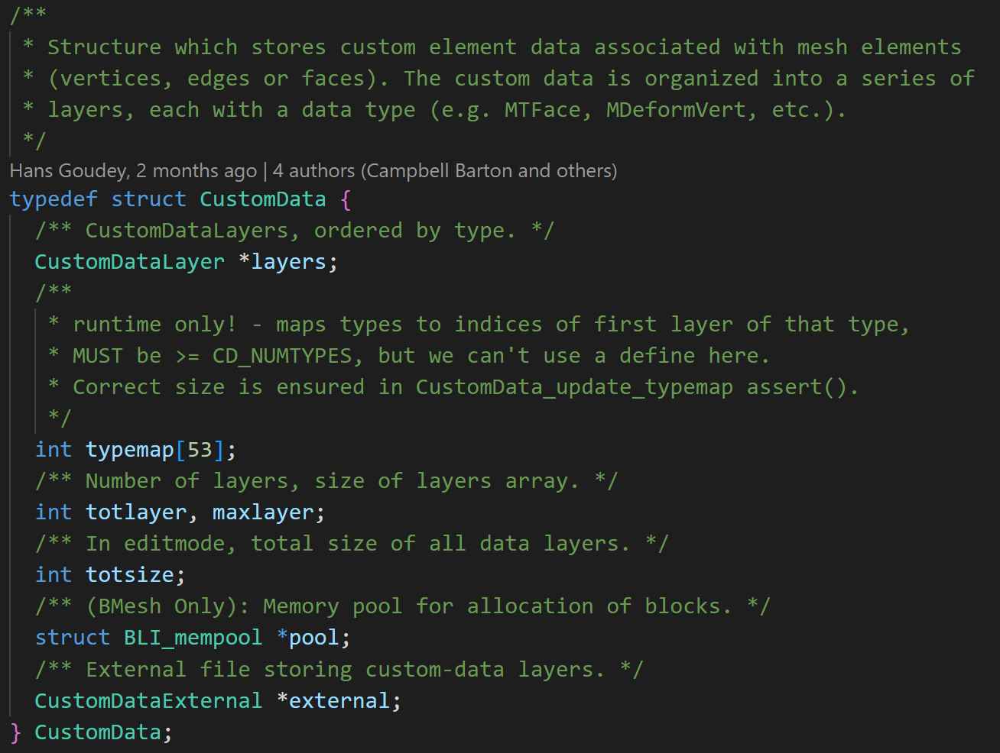 /**
 * Structure which stores custom element data associated with mesh elements
 * (vertices, edges or faces). The custom data is organized into a series of
 * layers, each with a data type (e.g. MTFace, MDeformVert, etc.).
 */
Hans Goudey, 2 months ago | 4 authors (Campbell Barton and others)
typedef struct CustomData {
  /** CustomDataLayers, ordered by type. */
  CustomDataLayer *layers;
  /**
   * runtime only! - maps types to indices of first layer of that type,
   * MUST be >= CD_NUMTYPES, but we can't use a define here.
   * Correct size is ensured in CustomData_update_typemap assert().
   */
  int typemap[53];
  /** Number of layers, size of layers array. */
  int totlayer, maxlayer;
  /** In editmode, total size of all data layers. */
  int totsize;
  /** (BMesh Only): Memory pool for allocation of blocks. */
  struct BLI_mempool *pool;
  /** External file storing custom-data layers. */
  CustomDataExternal *external;
} CustomData;